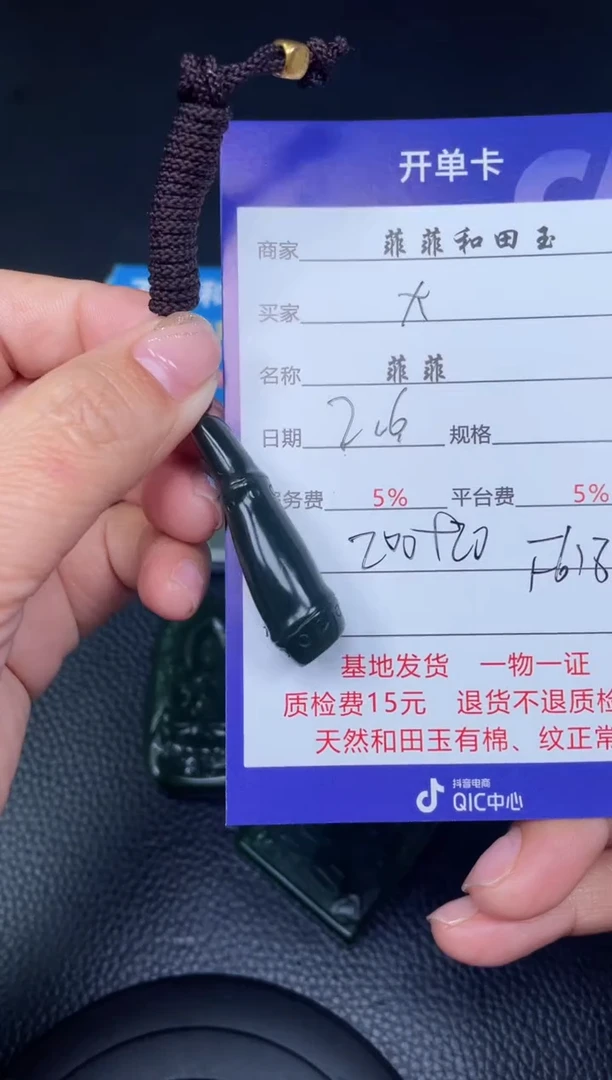 开单卡
商家 菲菲和田玉
买家 大
名称 菲菲
日期 2.6 规格
务费 5% 平台费 5%
200+20
基地发货 一物一证
质检费15元 退货不退质检
天然和田玉有棉、纹正常
抖音电商
QIC中心